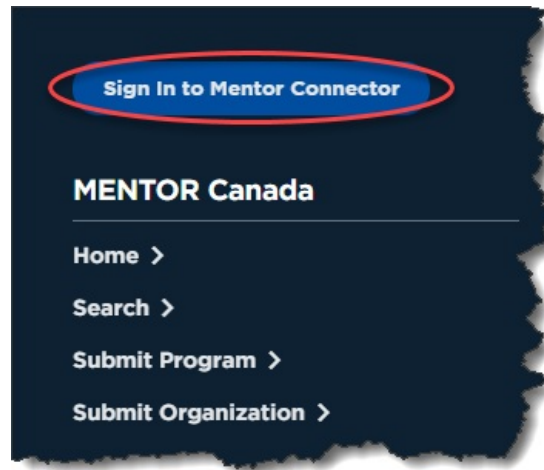 Sign In to Mentor Connector
MENTOR Canada
Home >
Search >
Submit Program >
Submit Organization >